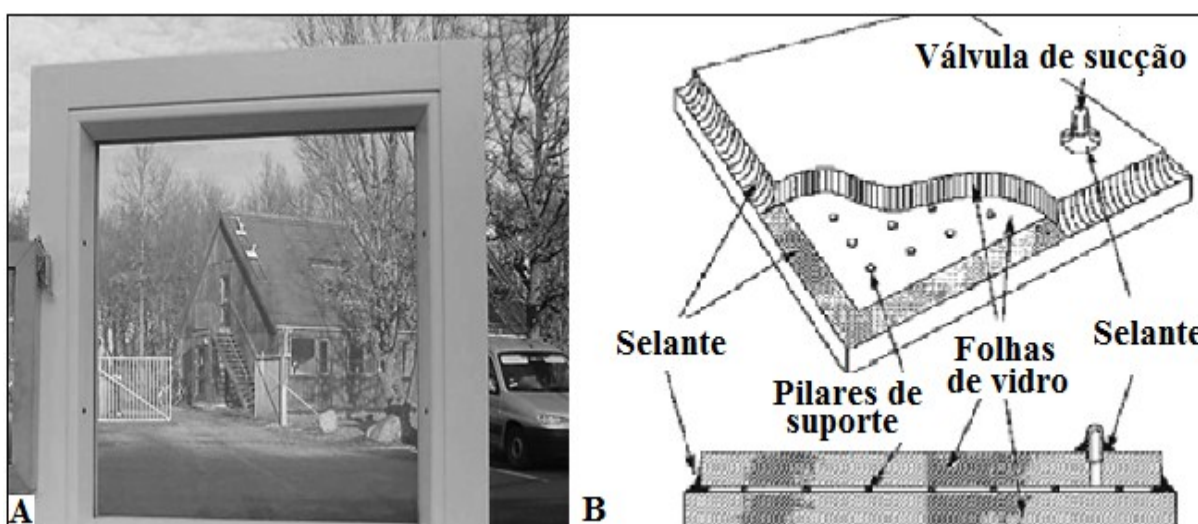 Válvula de sucção
Selante
Pilares de
suporte
Folhas
de vidro
Selante
A
B